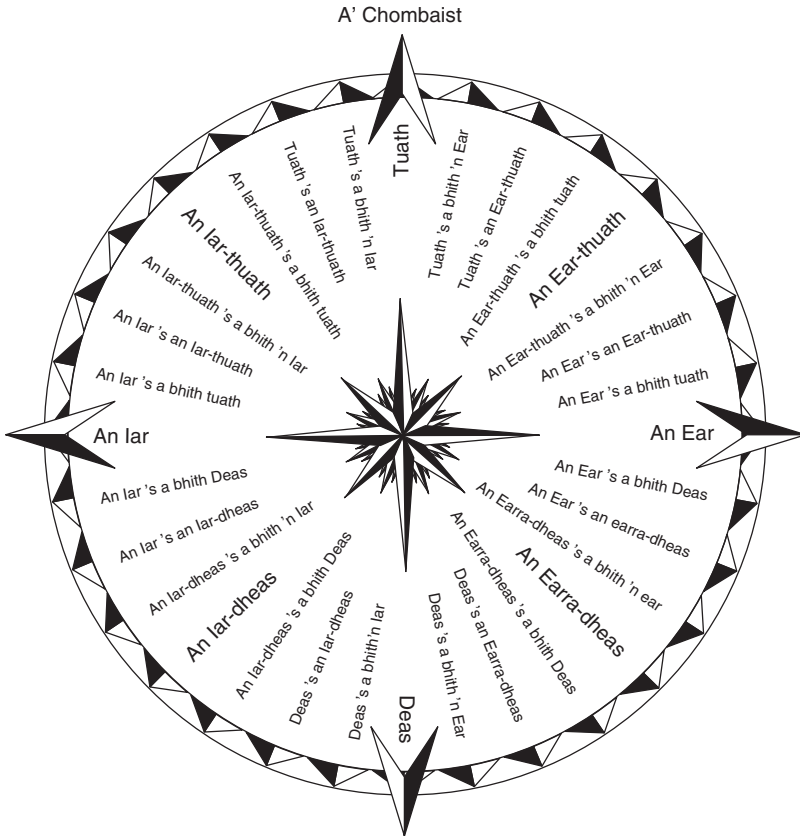 A’ Chombaist
Tuath
Tuath ’s a bhith ’n Ear
Tuath ’s an Ear-thuath
An Ear-thuath ’s a bhith tuath
An Ear-thuath
An Ear-thuath ’s a bhith ’n Ear
An Ear ’s an Ear-thuath
An Ear ’s a bhith tuath
An Ear
An Ear ’s a bhith Deas
An Ear ’s an earra-dheas
An Earra-dheas ’s a bhith ’n ear
An Earra-dheas
An Earra-dheas ’s a bhith Deas
Deas ’s an Earra-dheas
Deas ’s a bhith ’n Ear
Deas
Deas ’s a bhith’n Iar
Deas ’s an Iar-dheas
An Iar-dheas ’s a bhith Deas
An Iar-dheas
An Iar-dheas ’s a bhith ’n Iar
An Iar ’s an Iar-dheas
An Iar ’s a bhith Deas
An Iar
An Iar ’s a bhith tuath
An Iar ’s an Iar-thuath
An Iar-thuath ’s a bhith ’n Iar
An Iar-thuath
An Iar-thuath ’s a bhith tuath
Tuath ’s an Iar-thuath
Tuath ’s a bhith ’n Iar